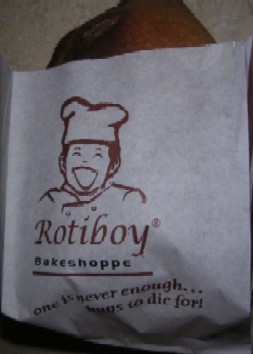 Rotiboy®
Bakeshoppe
one is never enough...
buns to die for!